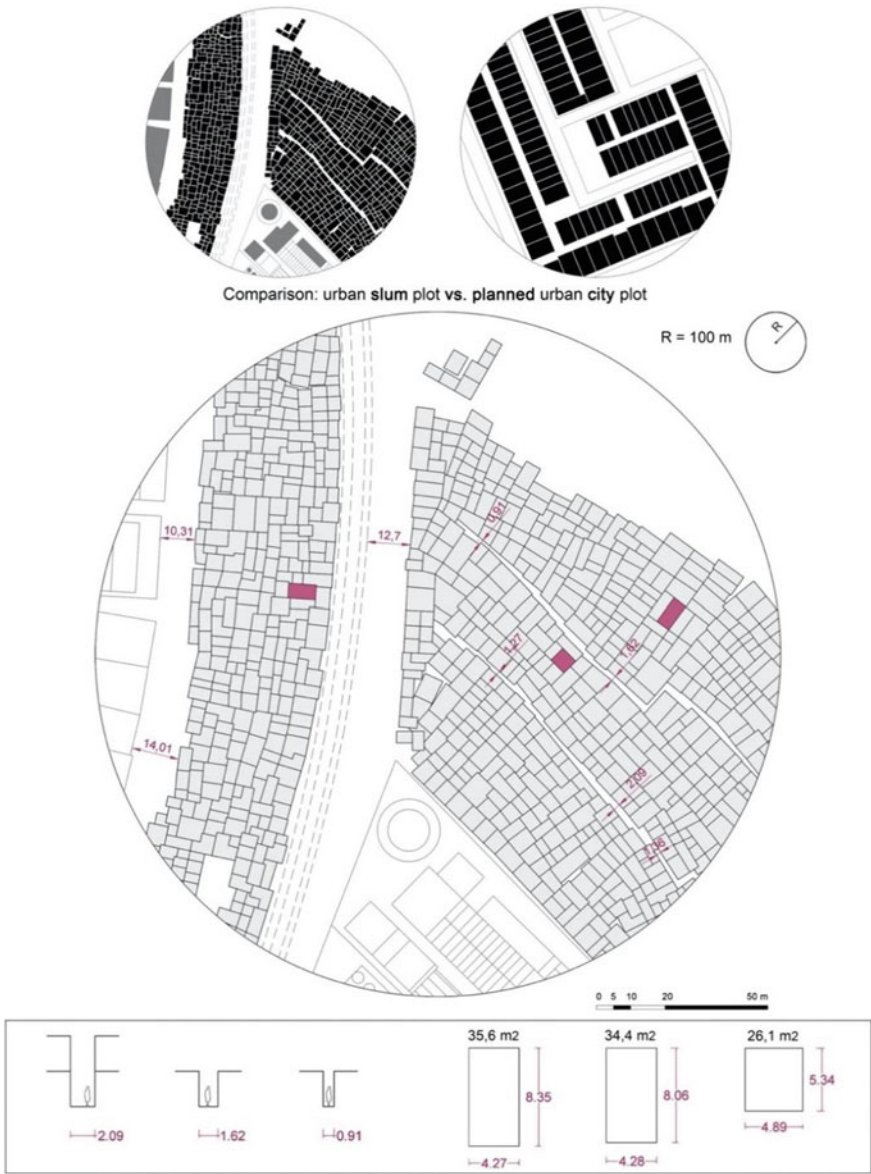 Comparison: urban slum plot vs. planned urban city plot
R = 100 m
R
10,31
12,7
0,91
1,27
1,62
14,01
2,09
1,36
0 5 10 20 50 m
35,6 m2
34,4 m2
26,1 m2
8.35
8.06
5.34
2.09
1.62
0.91
4.27
4.28
4.89